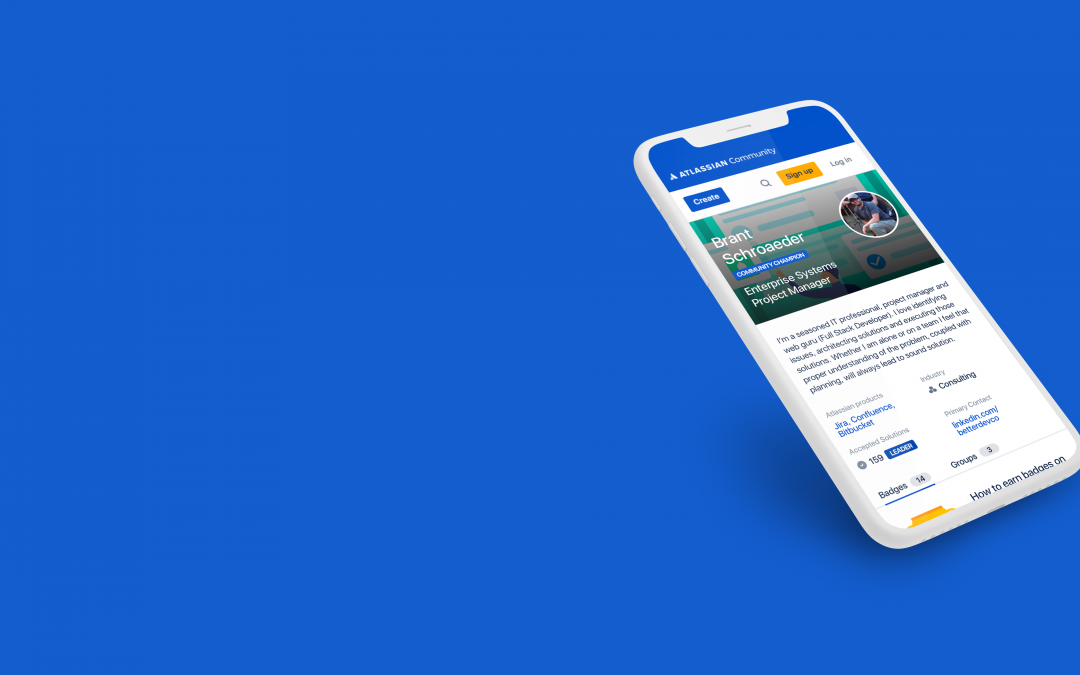 ATLASSIAN Community
Create
Sign up
Log in
Brant
Schroaeder
COMMUNITY CHAMPION
Enterprise Systems
Project Manager
I'm a seasoned IT professional, project manager and
web guru (Full Stack Developer). I love identifying
issues, architecting solutions and executing those
solutions. Whether I am alone or on a team I feel that
proper understanding of the problem, coupled with
planning, will always lead to sound solution.
Atlassian products
Jira, Confluence,
Bitbucket
Industry
Consulting
Accepted Solutions
159 LEADER
Primary Contact
linkedin.com/
betterdevco
Badges 14
Groups 3
How to earn badges on